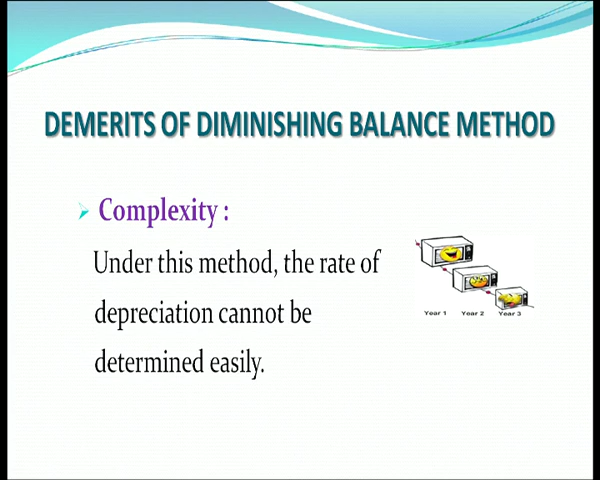 DEMERITS OF DIMINISHING BALANCE METHOD
Complexity :
Under this method, the rate of
depreciation cannot be
determined easily.
Year 1 Year 2 Year 3